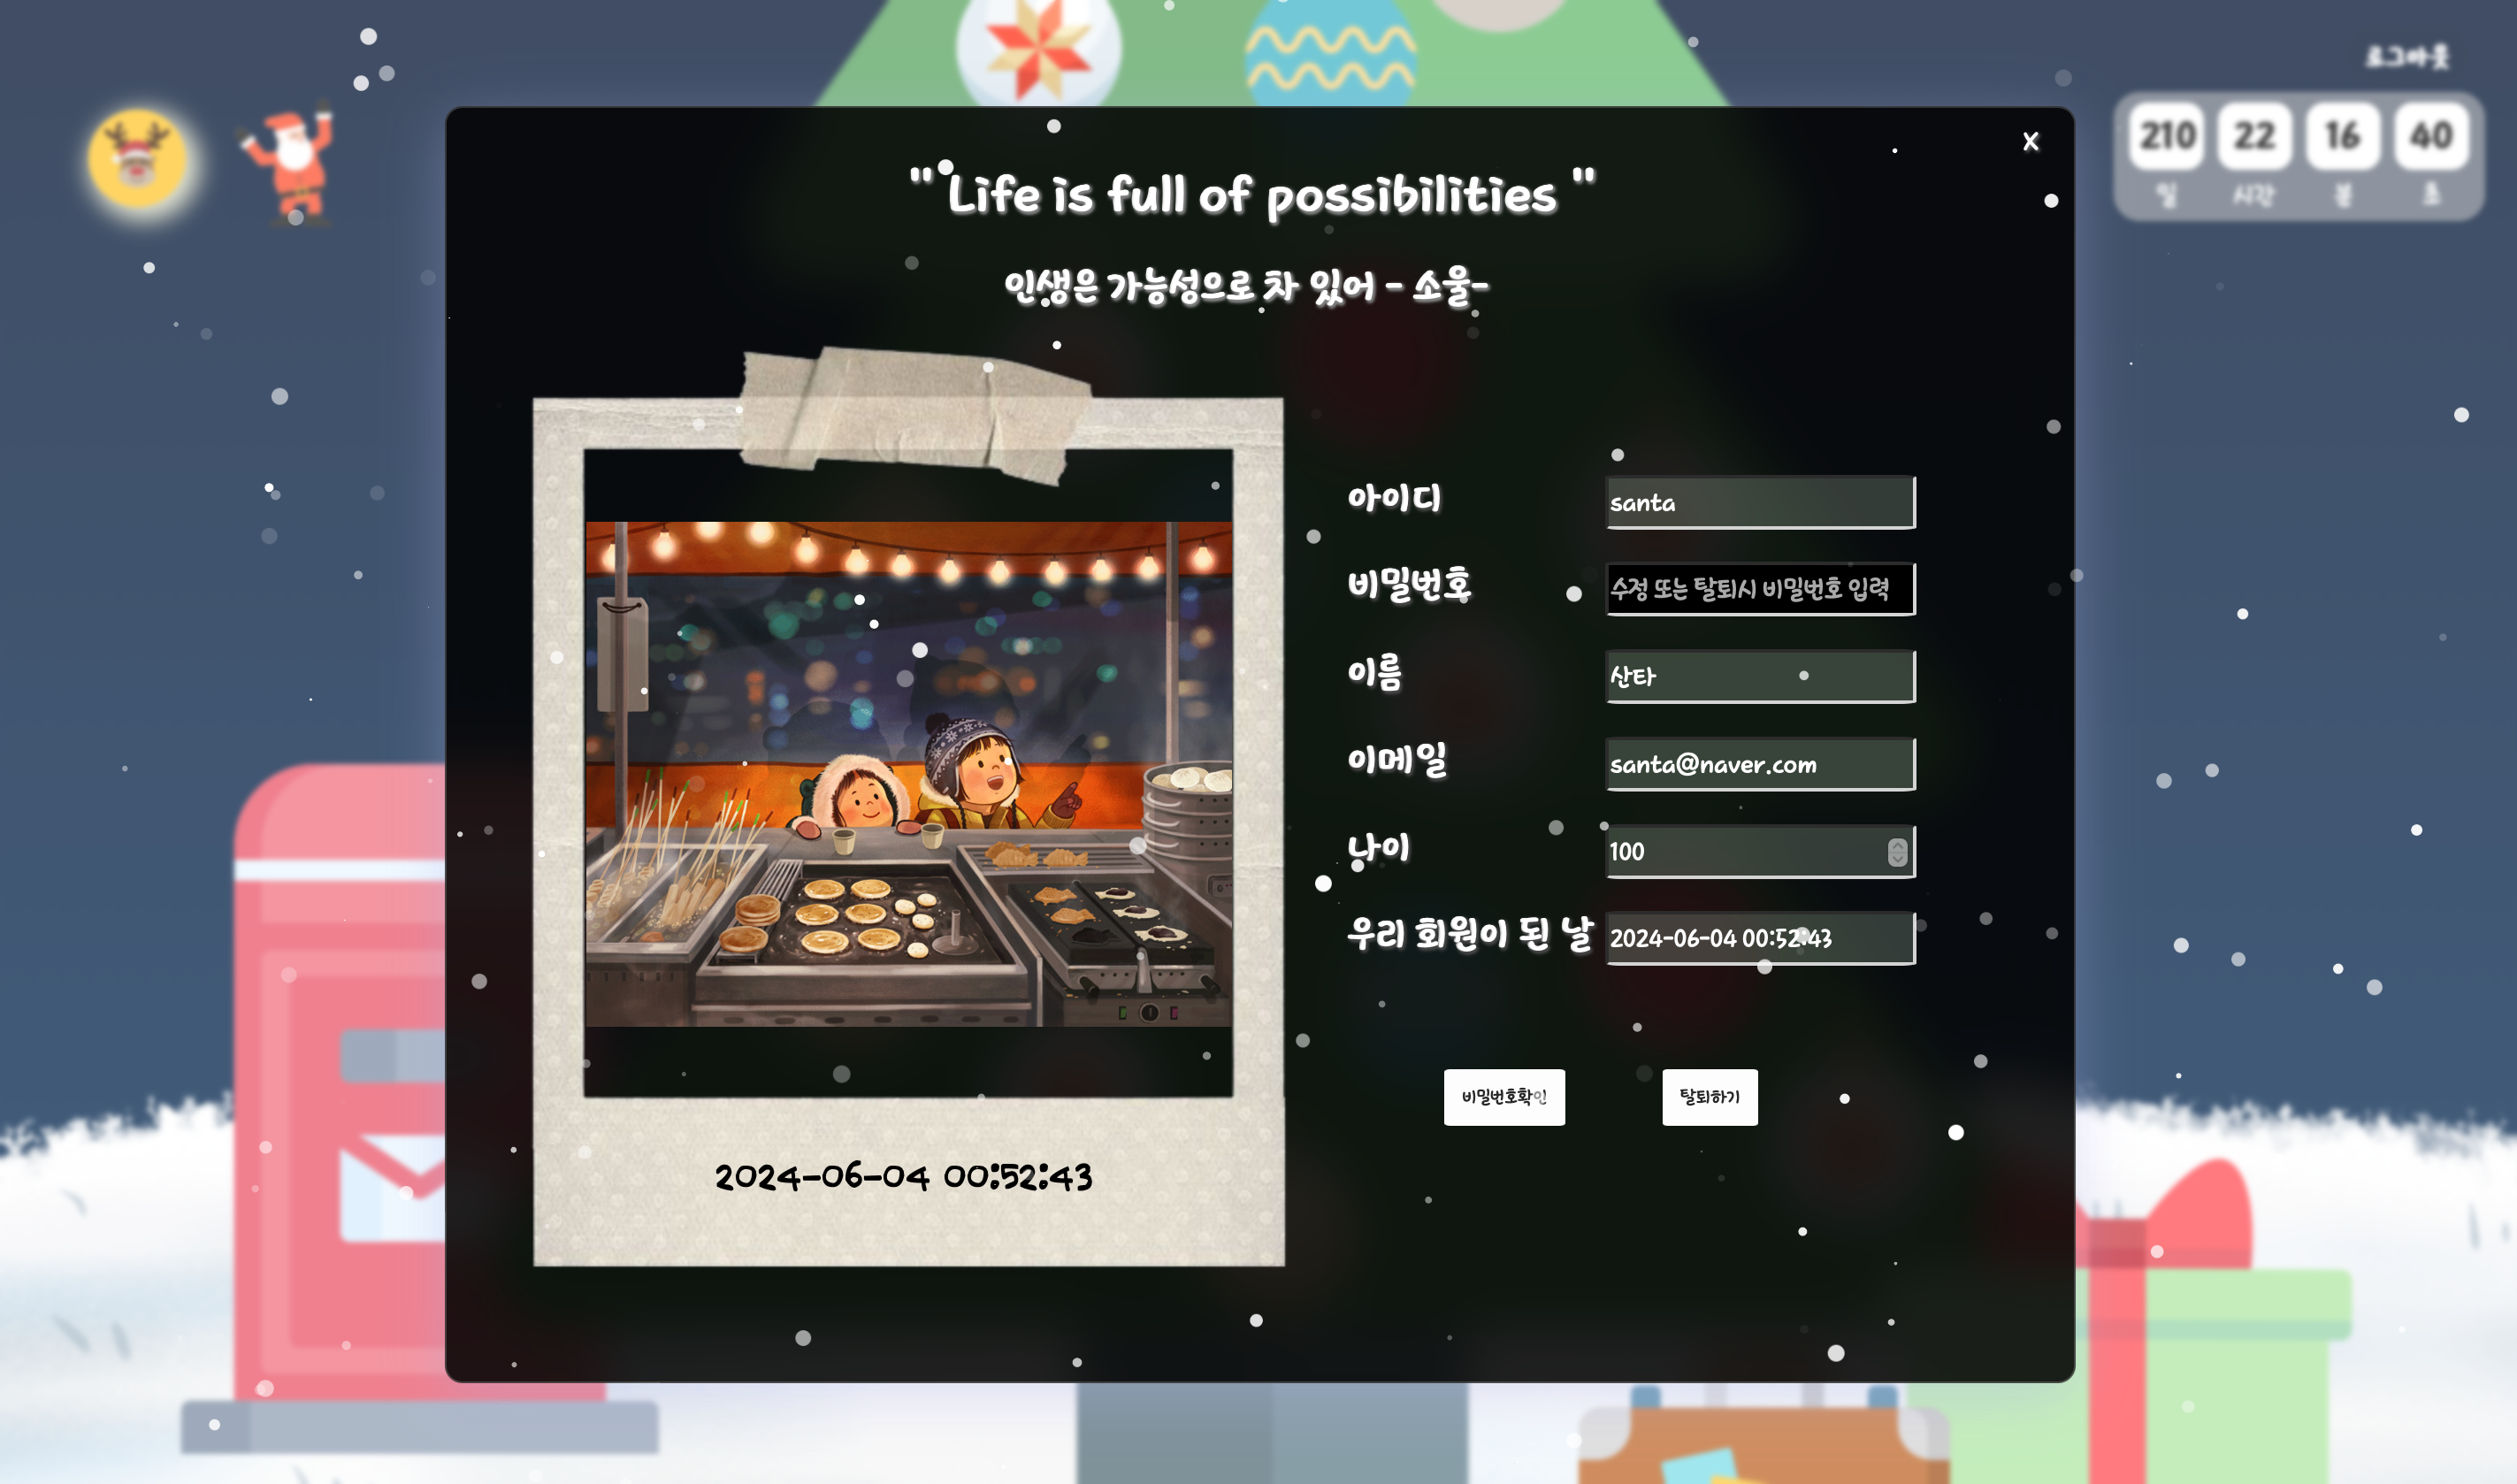 로그아웃
210 22 16 40
일 시간 분 초
X
" Life is full of possibilities "
인생은 가능성으로 차 있어 - 소울-
아이디 santa
비밀번호 수정 또는 탈퇴시 비밀번호 입력
이름 산타
이메일 santa@naver.com
나이 100
우리 회원이 된 날 2024-06-04 00:52:43
비밀번호확인 탈퇴하기
2024-06-04 00:52:43